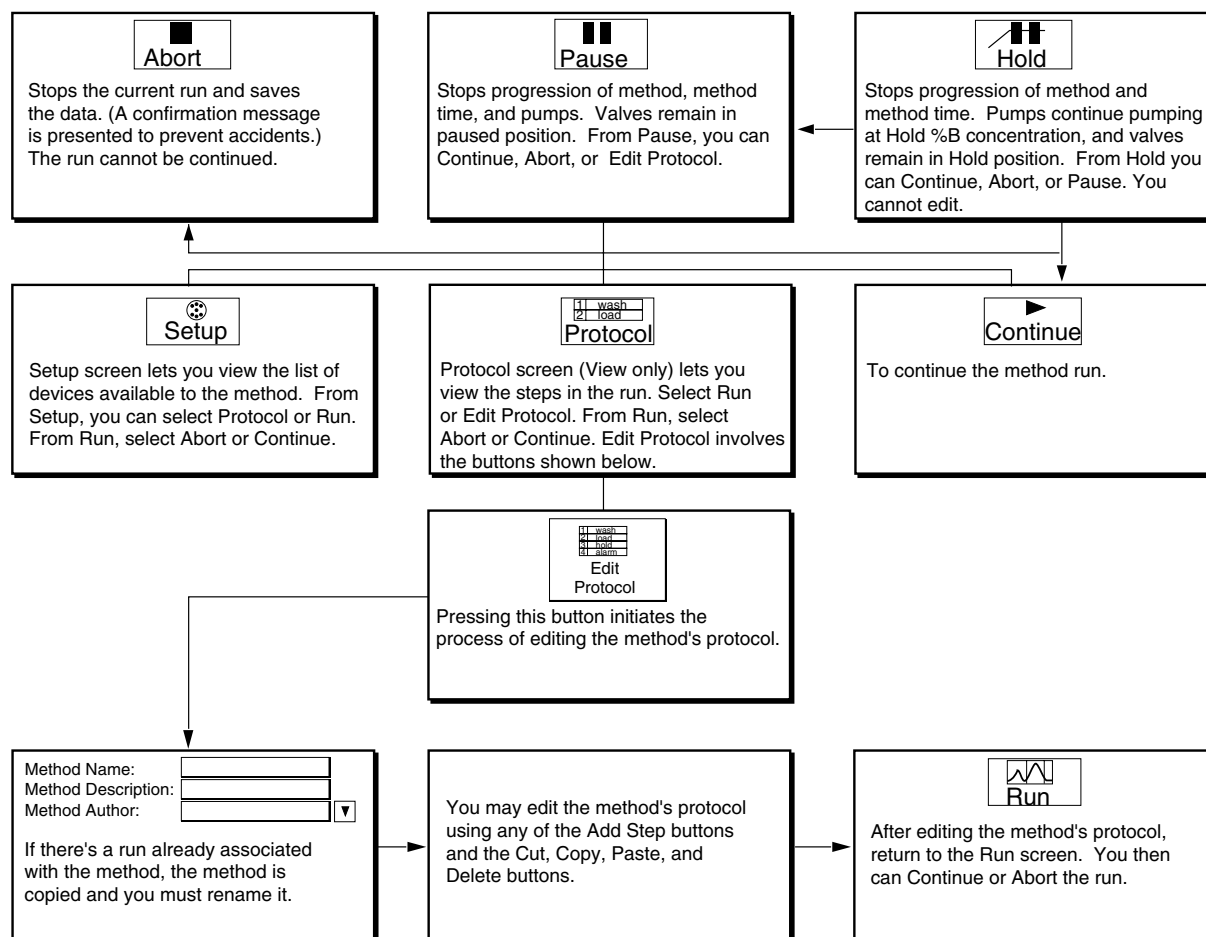 Abort
Stops the current run and saves
the data. (A confirmation message
is presented to prevent accidents.)
The run cannot be continued.
Pause
Stops progression of method, method
time, and pumps. Valves remain in
paused position. From Pause, you can
Continue, Abort, or Edit Protocol.
Hold
Stops progression of method and
method time. Pumps continue pumping
at Hold %B concentration, and valves
remain in Hold position. From Hold you
can Continue, Abort, or Pause. You
cannot edit.
Setup
Setup screen lets you view the list of
devices available to the method. From
Setup, you can select Protocol or Run.
From Run, select Abort or Continue.
1 wash
2 load
Protocol
Protocol screen (View only) lets you
view the steps in the run. Select Run
or Edit Protocol. From Run, select
Abort or Continue. Edit Protocol involves
the buttons shown below.
Continue
To continue the method run.
1 wash
2 load
3 hold
4 alarm
Edit
Protocol
Pressing this button initiates the
process of editing the method's protocol.
Method Name:
Method Description:
Method Author:
If there's a run already associated
with the method, the method is
copied and you must rename it.
You may edit the method's protocol
using any of the Add Step buttons
and the Cut, Copy, Paste, and
Delete buttons.
Run
After editing the method's protocol,
return to the Run screen. You then
can Continue or Abort the run.